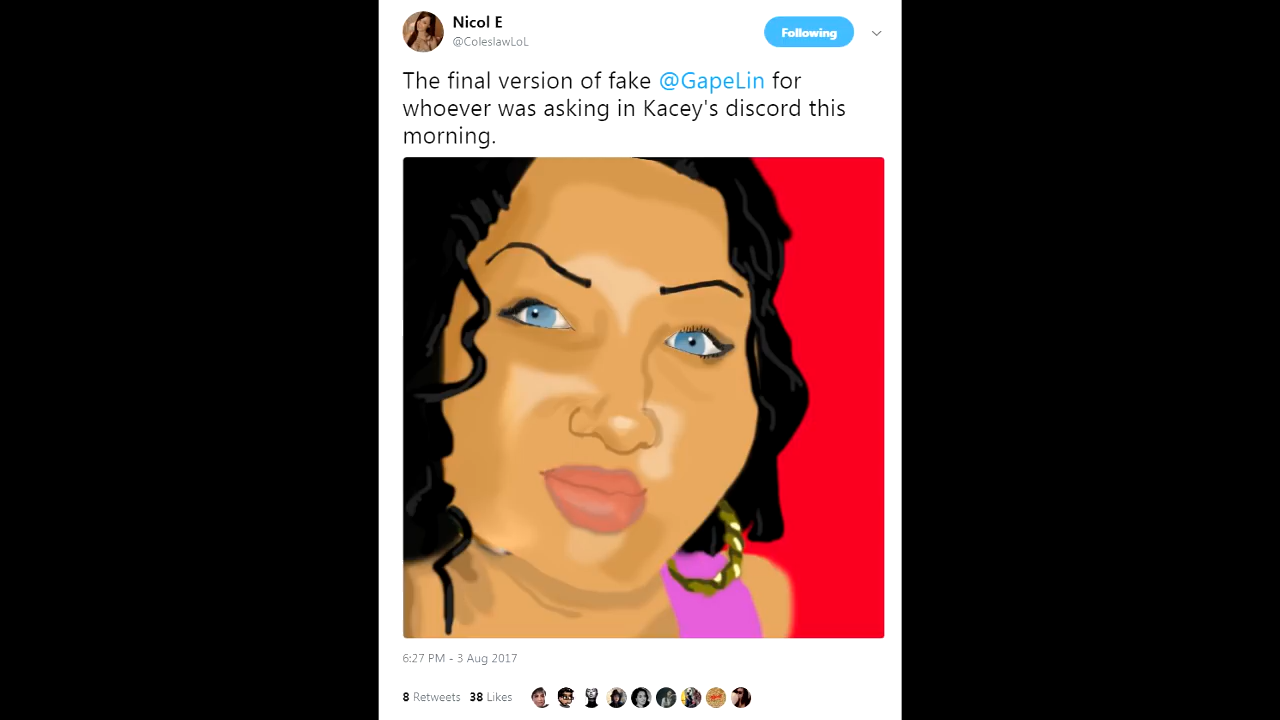 Nicol E
@ColeslawLoL
Following
The final version of fake @GapeLin for
whoever was asking in Kacey's discord this
morning.
6:27 PM - 3 Aug 2017
8 Retweets 38 Likes